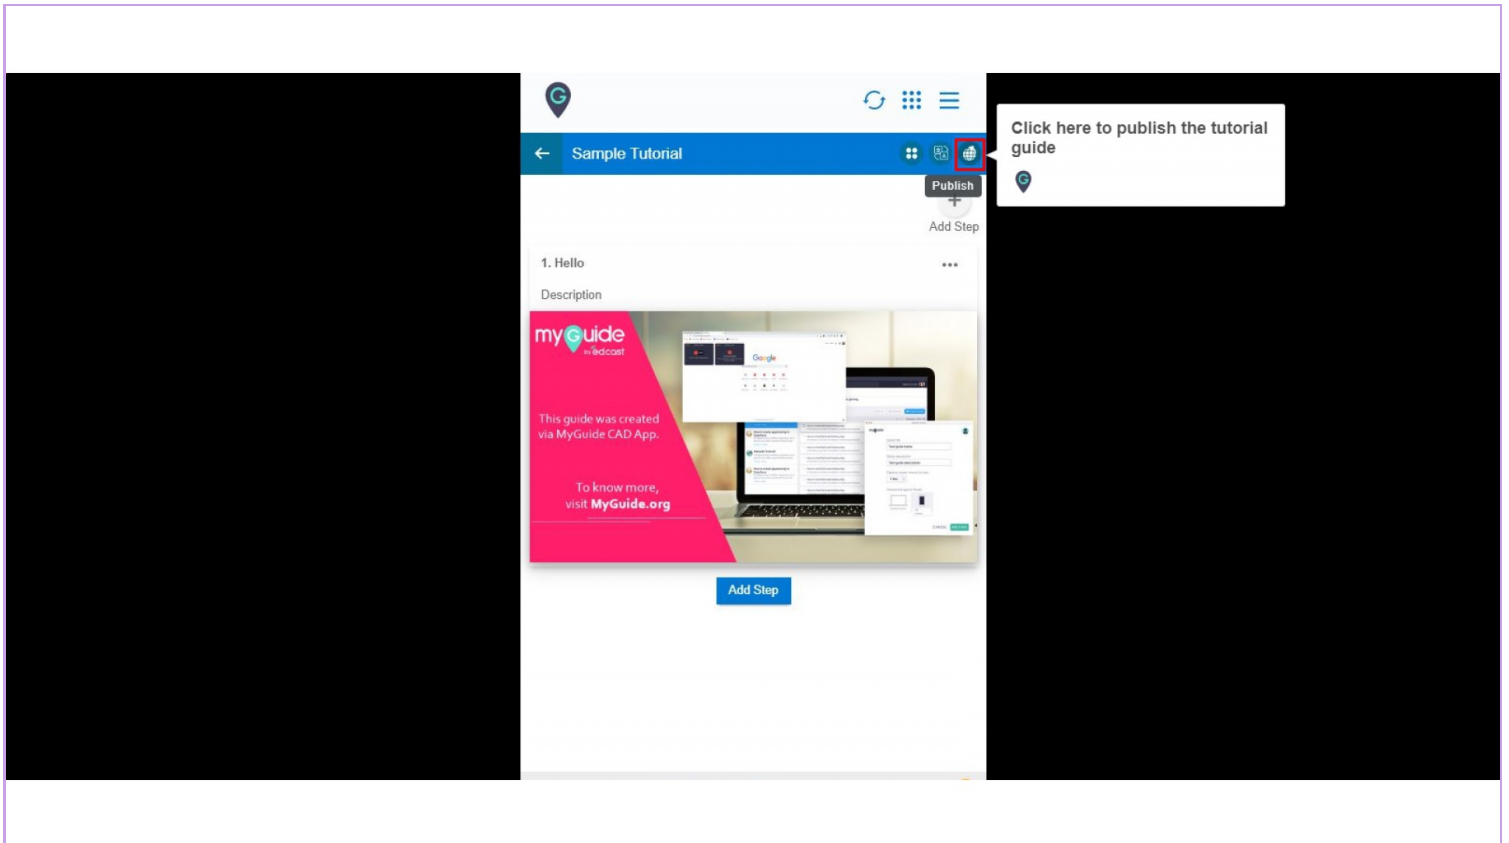 G
Click here to publish the tutorial
guide
G
Sample Tutorial
Publish
Add Step
1. Hello
Description
myGuide
by edcast
Google
This guide was created
via MyGuide CAD App.
To know more,
visit MyGuide.org
Add Step